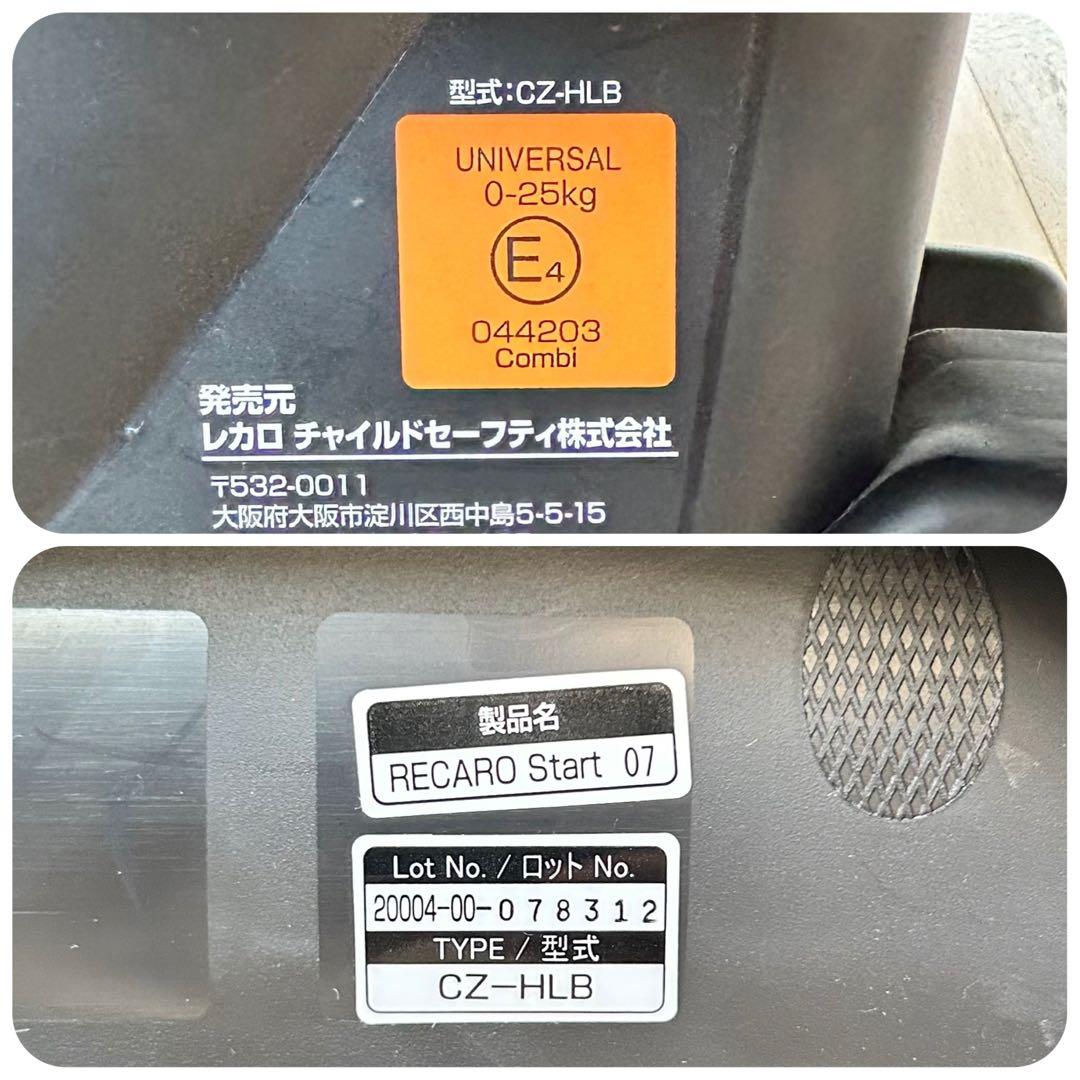 型式:CZ-HLB
UNIVERSAL
0-25kg
E4
044203
Combi
発売元
レカロ チャイルドセーフティ株式会社
〒532-0011
大阪府大阪市淀川区西中島5-5-15
製品名
RECARO Start 07
Lot No. / ロット No.
20004-00-078312
TYPE / 型式
CZ-HLB